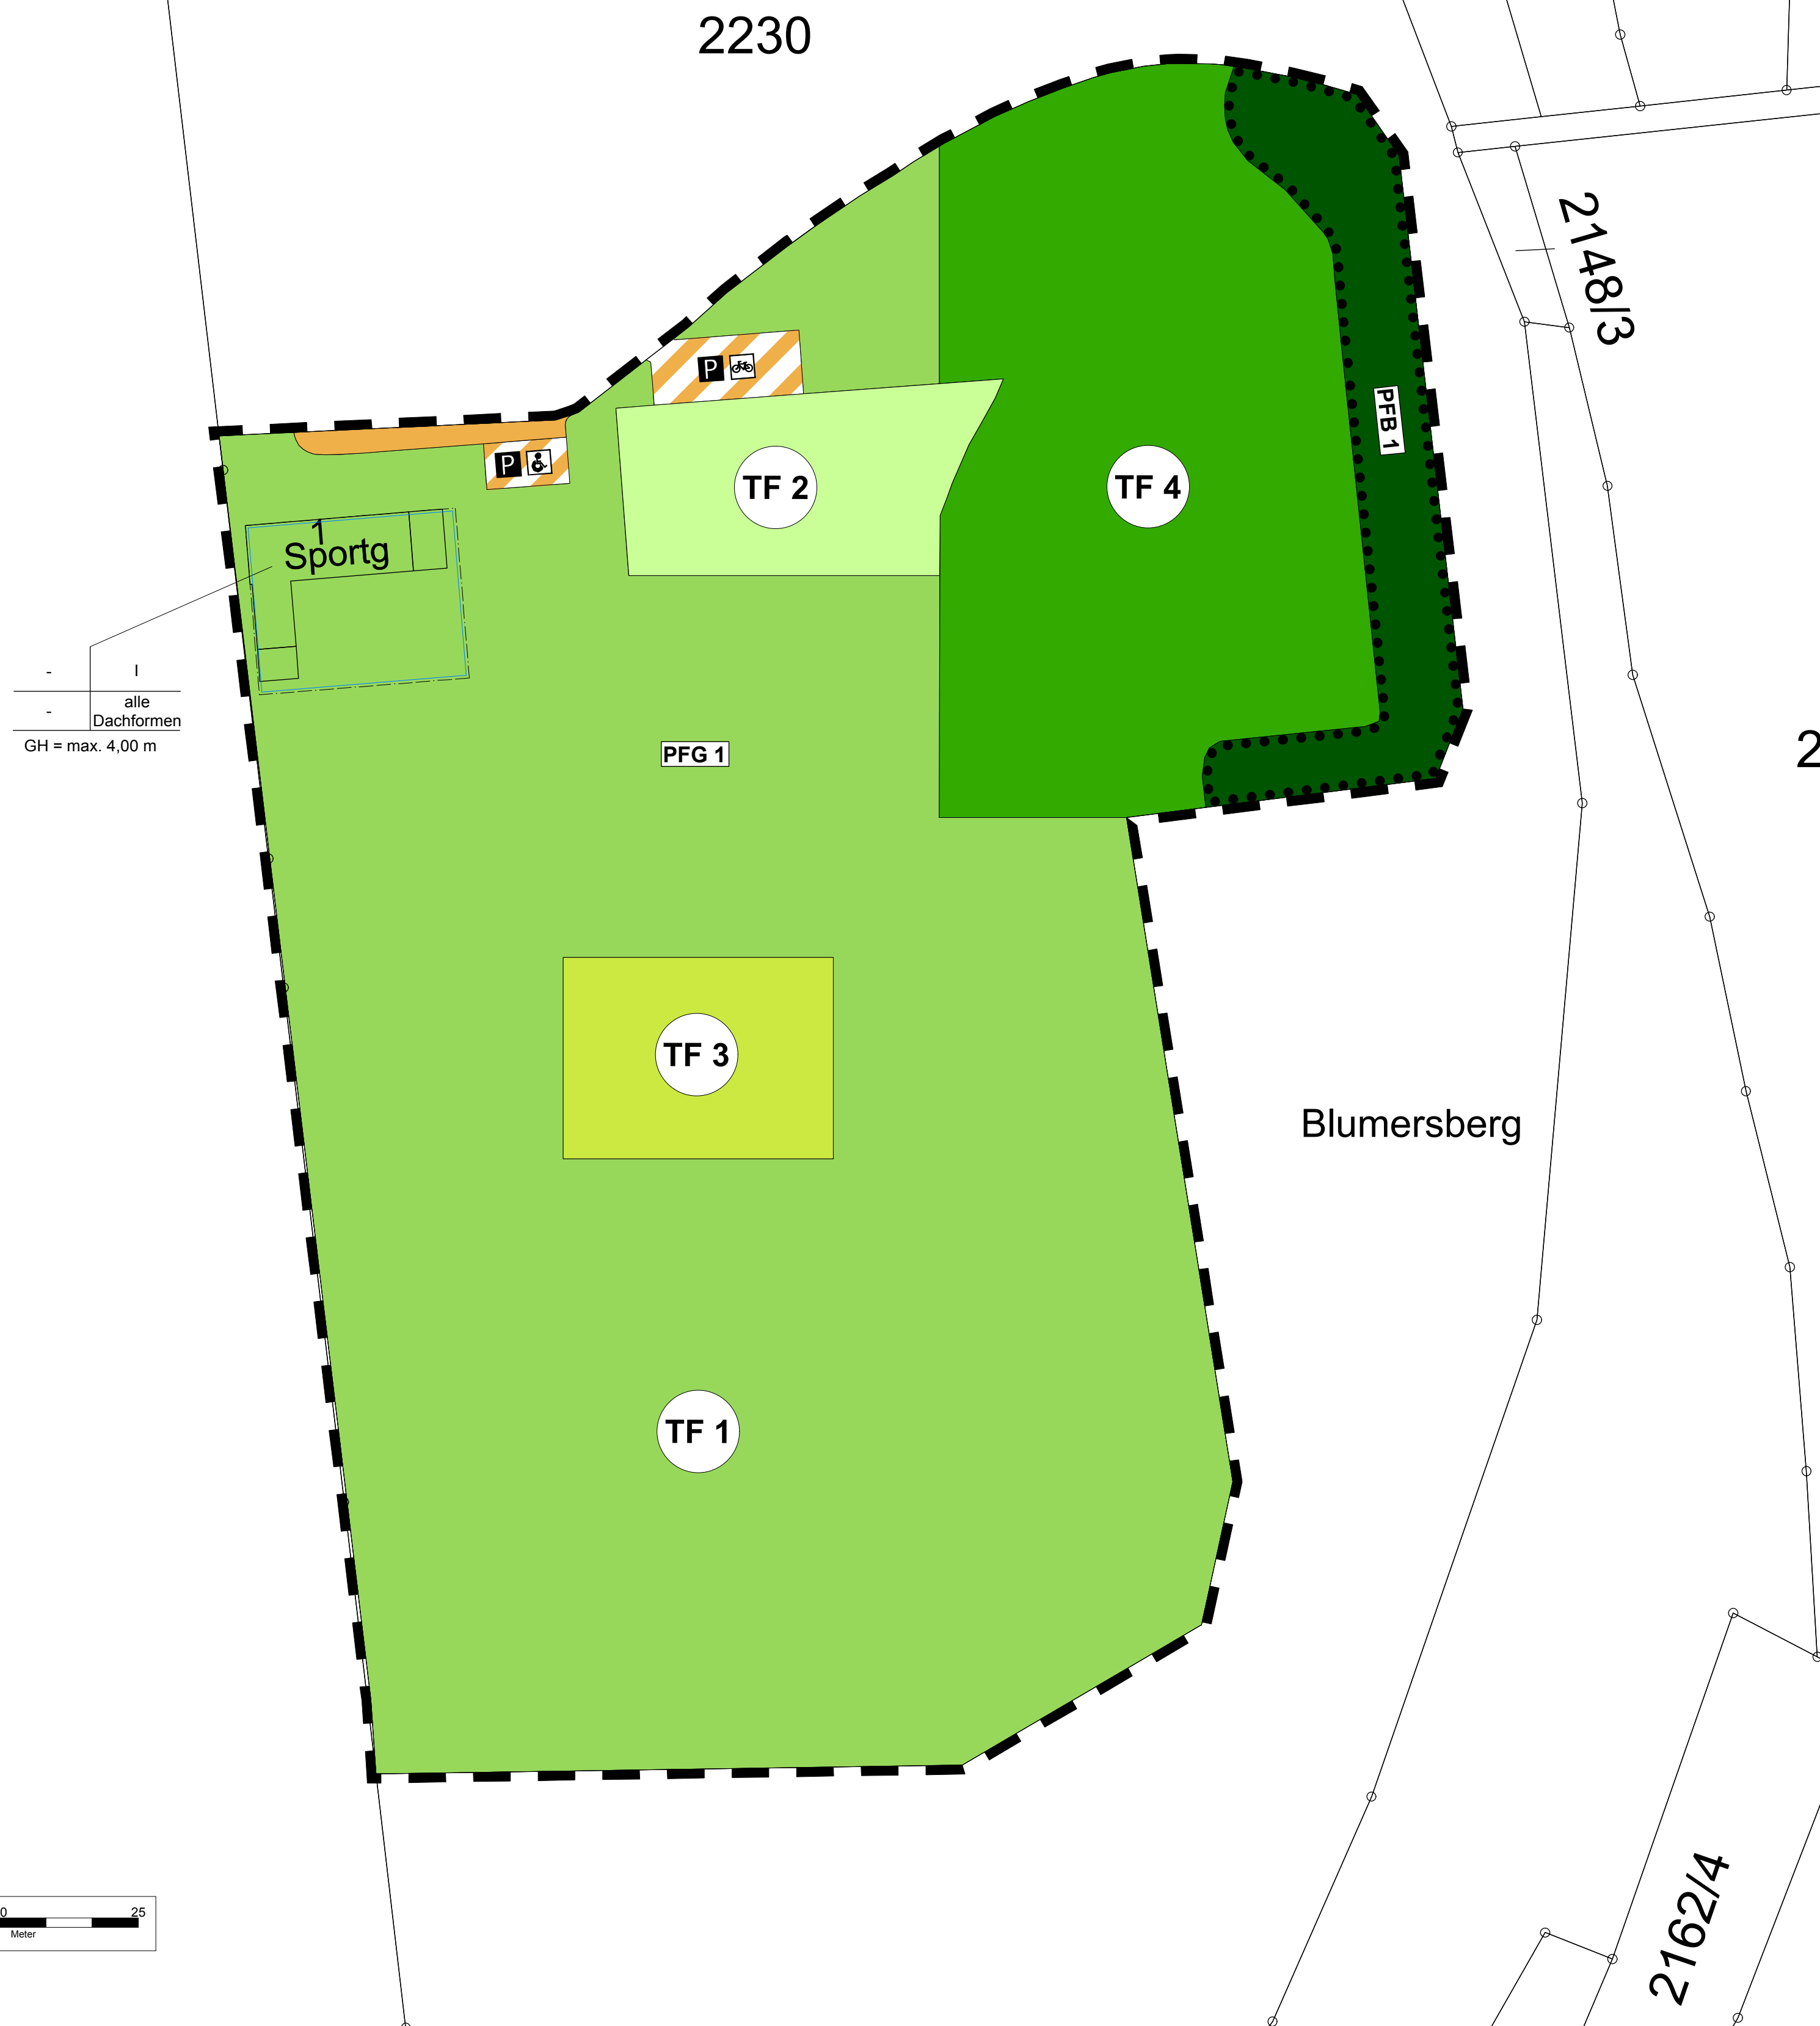 2230
2148/3
P
P
PFB 1
TF 2
TF 4
1
Sportg
- I
- alle
Dachformen
GH = max. 4,00 m
PFG 1
2
TF 3
Blumersberg
TF 1
2162/4
0 25
Meter